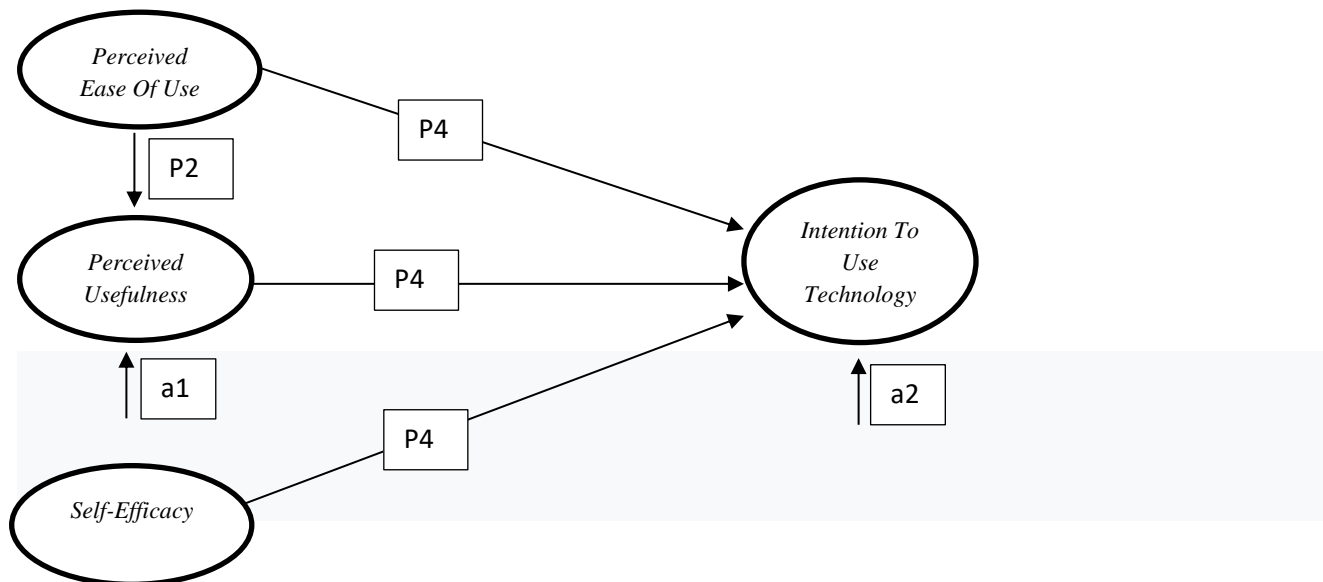 Perceived
Ease Of Use
P4
P2
Intention To
Use
Technology
Perceived
Usefulness
P4
a1
a2
P4
Self-Efficacy